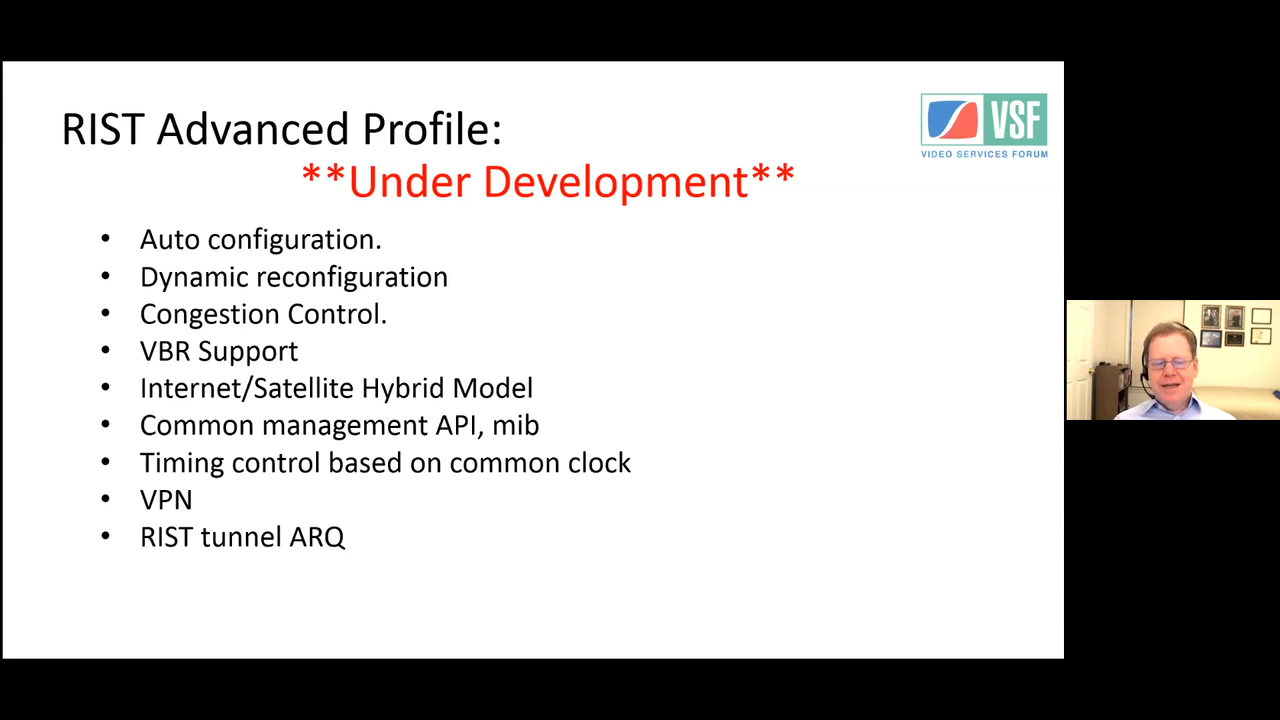 RIST Advanced Profile:
**Under Development**
VSF
VIDEO SERVICES FORUM
• Auto configuration.
• Dynamic reconfiguration
• Congestion Control.
• VBR Support
• Internet/Satellite Hybrid Model
• Common management API, mib
• Timing control based on common clock
• VPN
• RIST tunnel ARQ